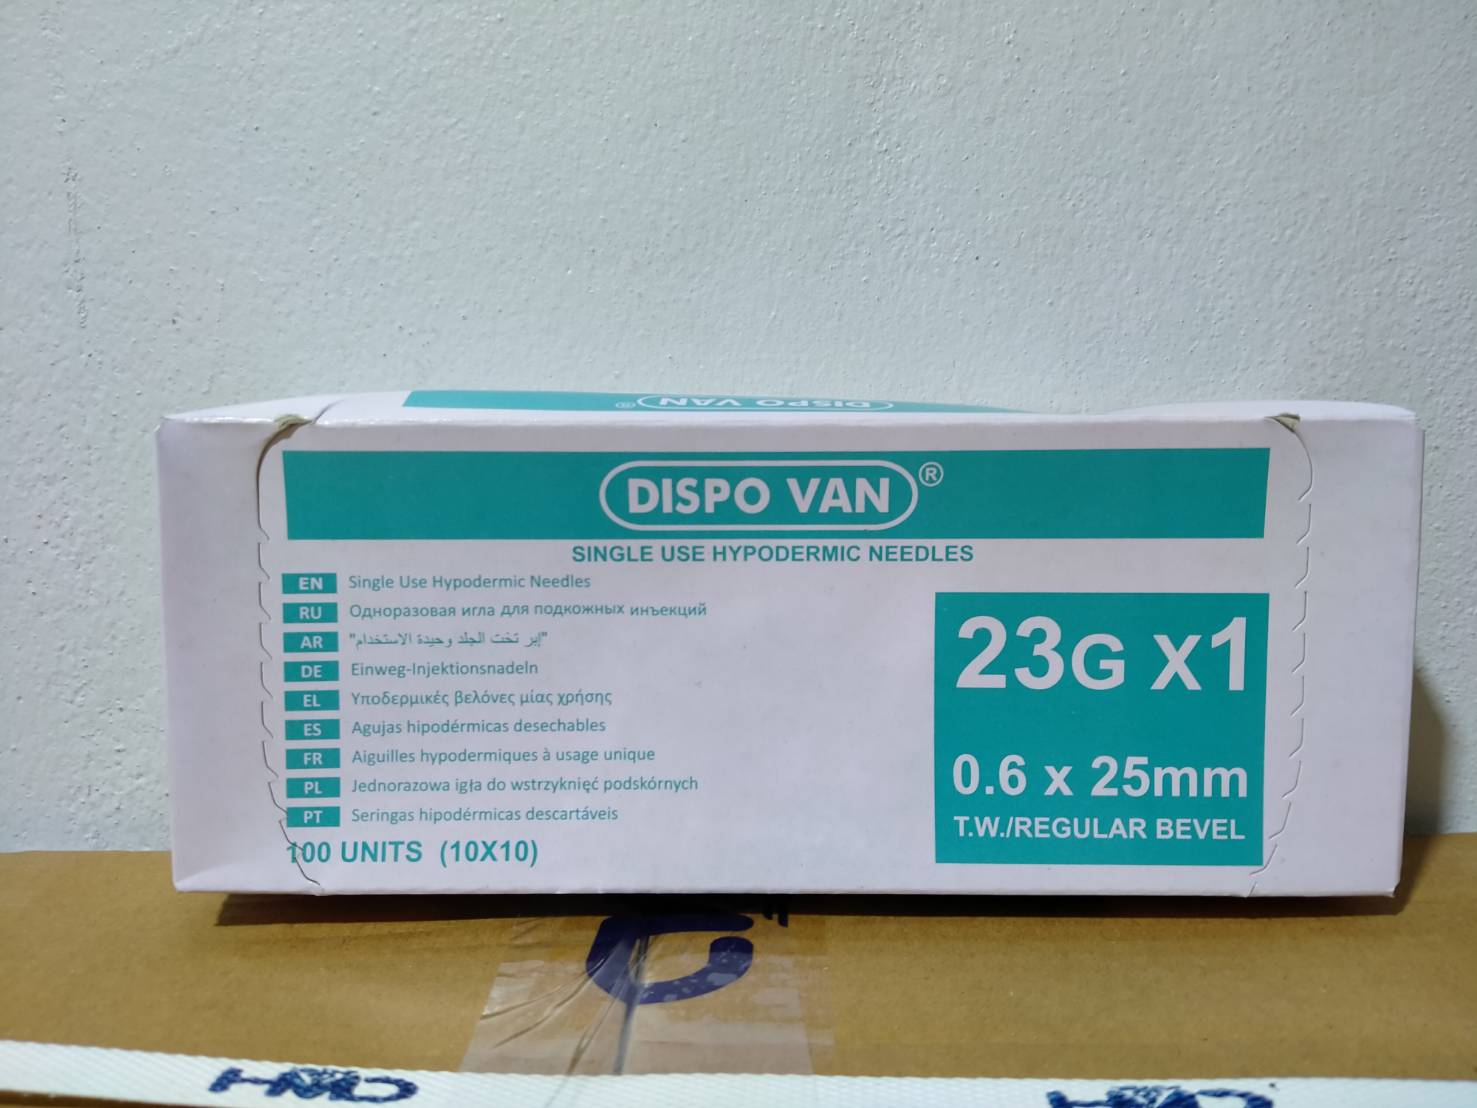 DISPO VAN®
DISPO VAN®
SINGLE USE HYPODERMIC NEEDLES
EN Single Use Hypodermic Needles
RU Одноразовая игла для подкожных инъекций
AR "إبر تخت الجلد وحيدة الاستخدام"
DE Einweg-Injektionsnadeln
EL Υποδερμικές βελόνες μίας χρήσης
ES Agujas hipodérmicas desechables
FR Aiguilles hypodermiques à usage unique
PL Jednorazowa igła do wstrzyknięć podskórnych
PT Seringas hipodérmicas descartáveis
100 UNITS (10X10)
23G X1
0.6 x 25mm
T.W./REGULAR BEVEL
HMD